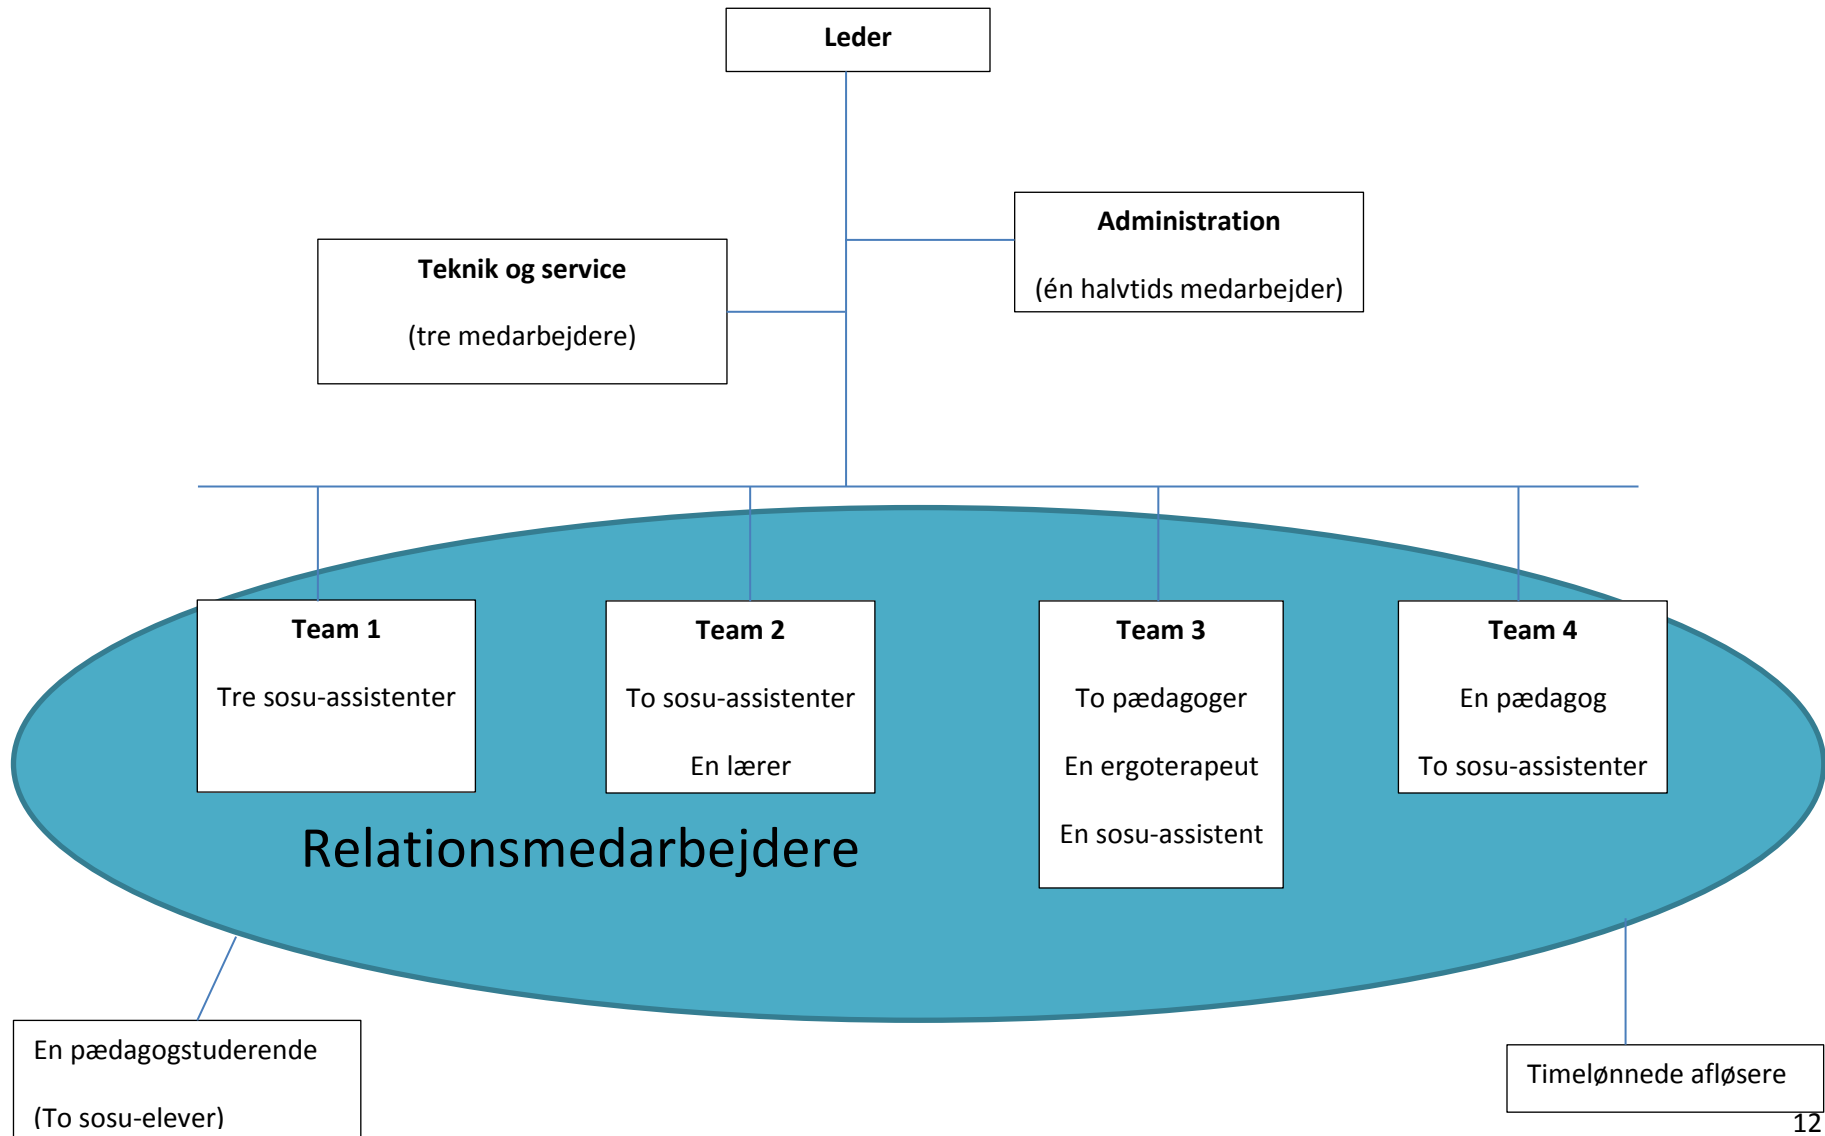 Leder
Administration
(én halvtids medarbejder)
Teknik og service
(tre medarbejdere)
Team 1
Tre sosu-assistenter
Team 2
To sosu-assistenter
En lærer
Team 3
To pædagoger
En ergoterapeut
En sosu-assistent
Team 4
En pædagog
To sosu-assistenter
Relationsmedarbejdere
En pædagogstuderende
(To sosu-elever)
Timelønnede afløsere
12